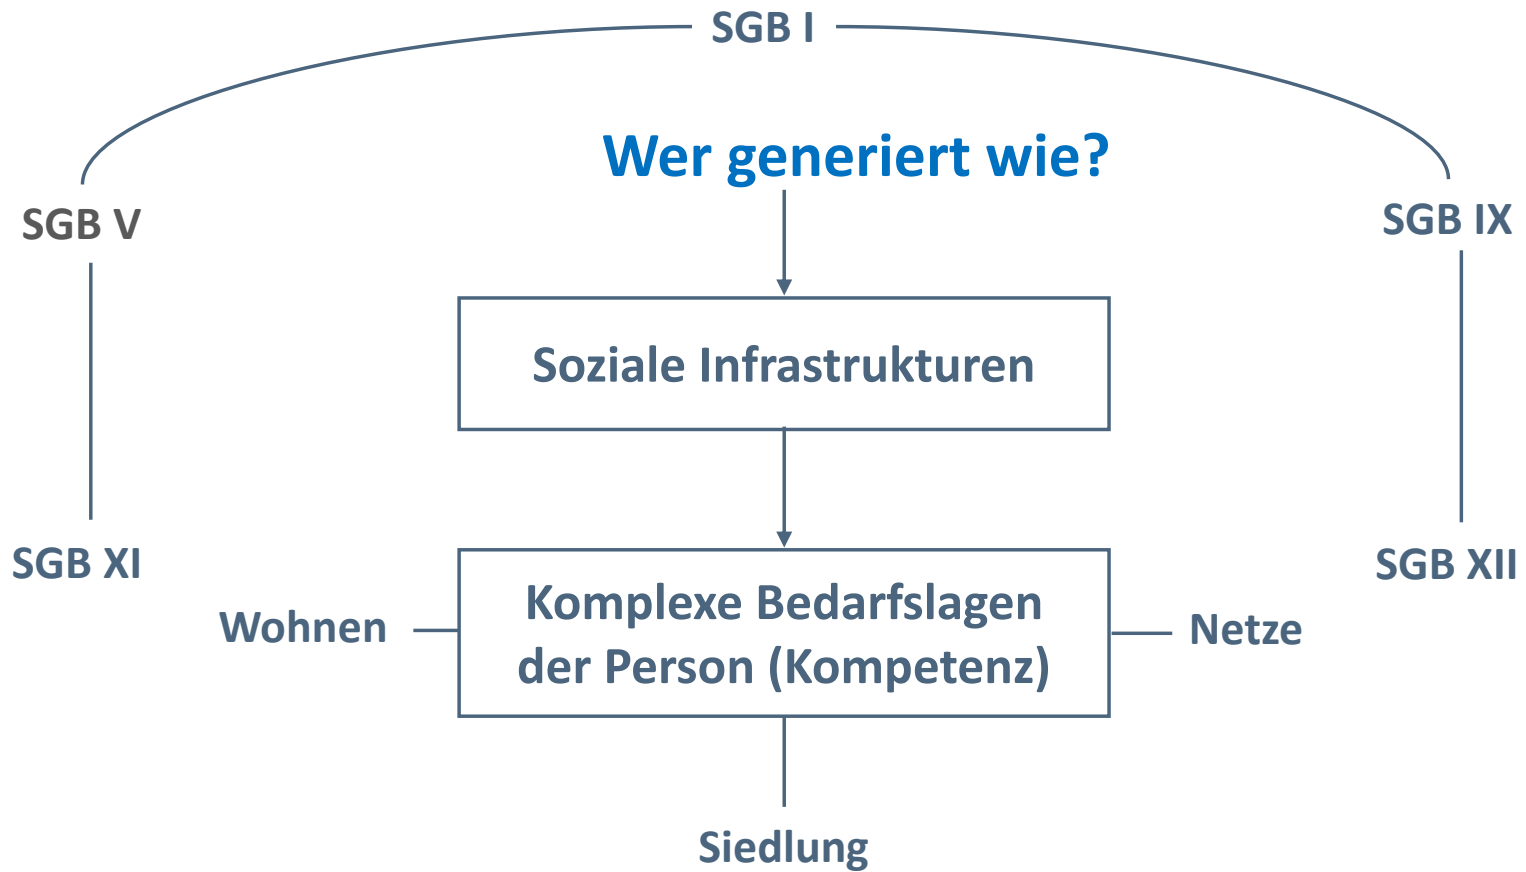 SGB I
Wer generiert wie?
SGB V
SGB IX
Soziale Infrastrukturen
SGB XI
SGB XII
Komplexe Bedarfslagen
der Person (Kompetenz)
Wohnen
Netze
Siedlung